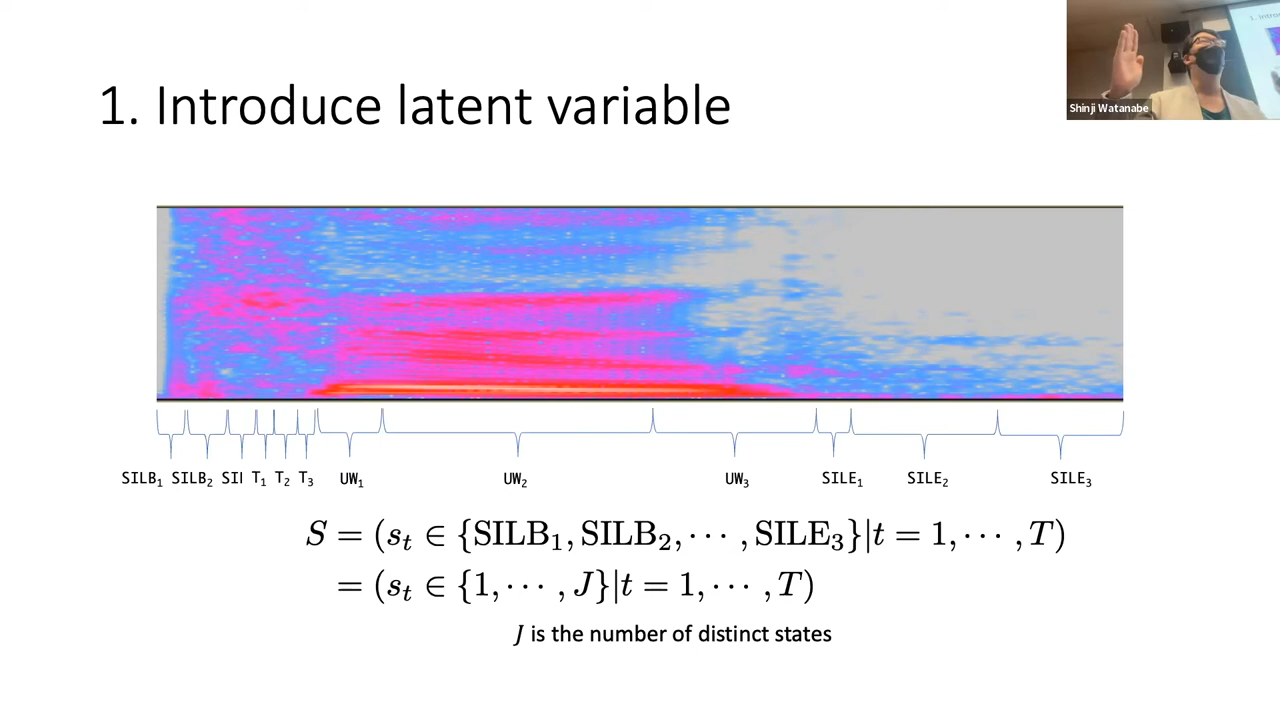 1. Introduce latent variable
Shinji Watanabe
SILB₁ SILB₂ SII T₁ T₂ T₃ UW₁ UW₂ UW₃ SILE₁ SILE₂ SILE₃
S = (sₜ ∈ {SILB₁, SILB₂, ⋯ , SILE₃}|t = 1, ⋯ , T)
= (sₜ ∈ {1, ⋯ , J}|t = 1, ⋯ , T)
J is the number of distinct states